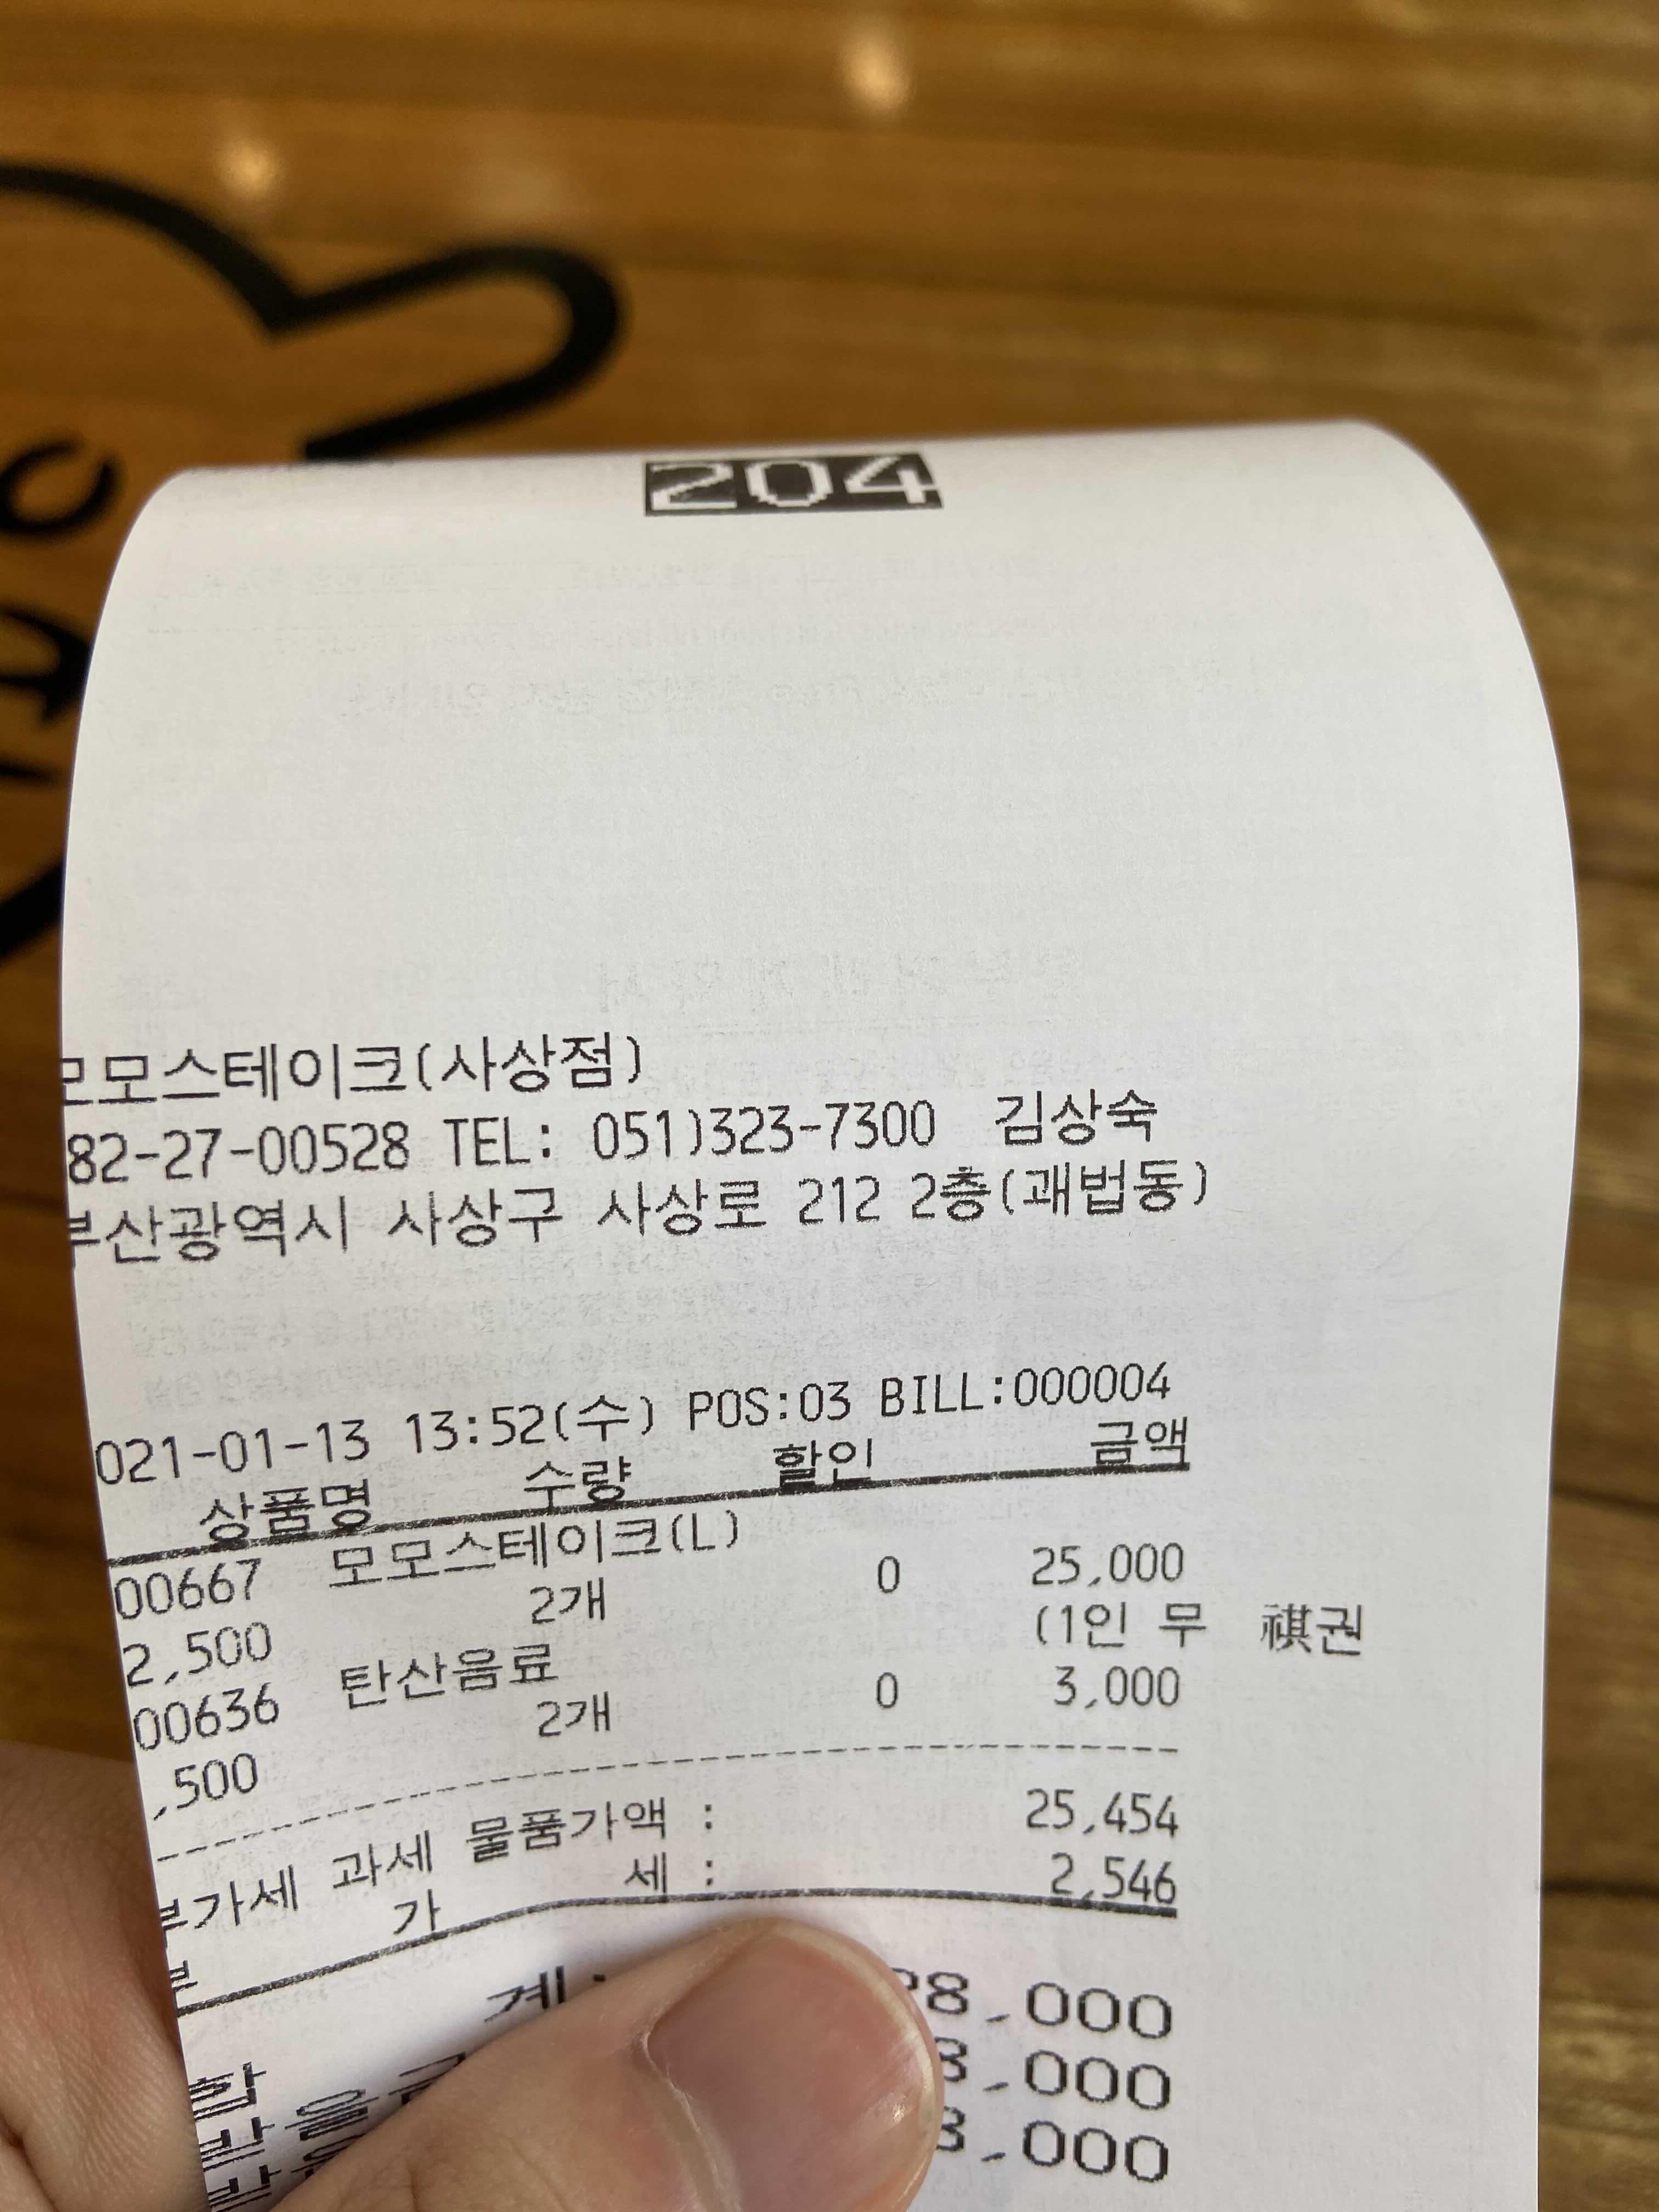 204
모모스테이크(사상점)
82-27-00528 TEL: 051)323-7300 김상숙
부산광역시 사상구 사상로 212 2층(괘법동)
021-01-13 13:52(수) POS:03 BILL:000004
상품명 수량 할인 금액
00667 모모스테이크(L)
2,500 2개 0 25,000
(1인 무 祺권
00636 탄산음료
,500 2개 0 3,000
부가세 과세 물품가액 : 25,454
부 가 세 : 2,546
합 계 : 28,000
8,000
8,000